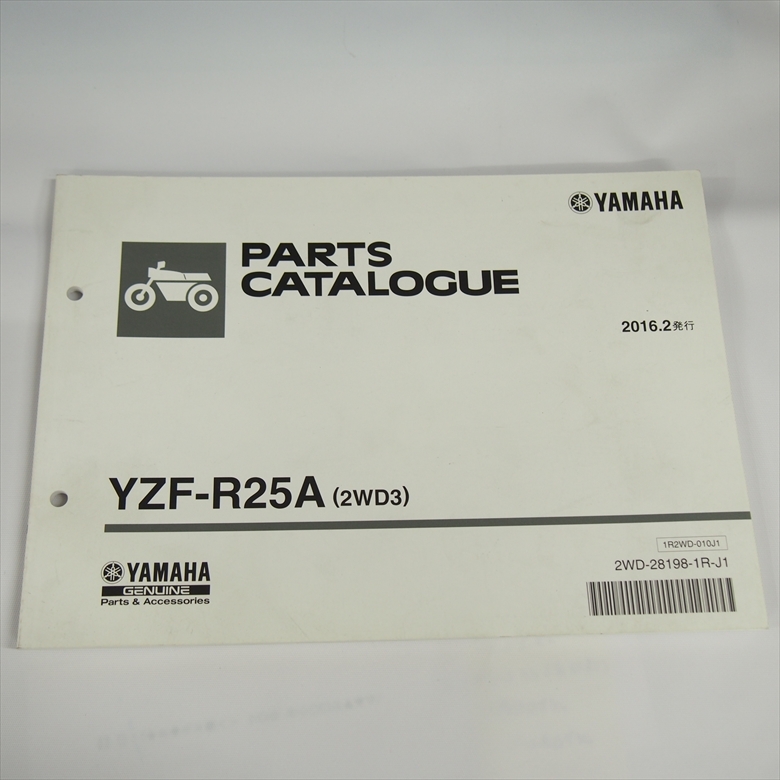 YAMAHA
PARTS
CATALOGUE
2016.2発行
YZF-R25A (2WD3)
1R2WD-010J1
2WD-28198-1R-J1
YAMAHA
GENUINE
Parts & Accessories